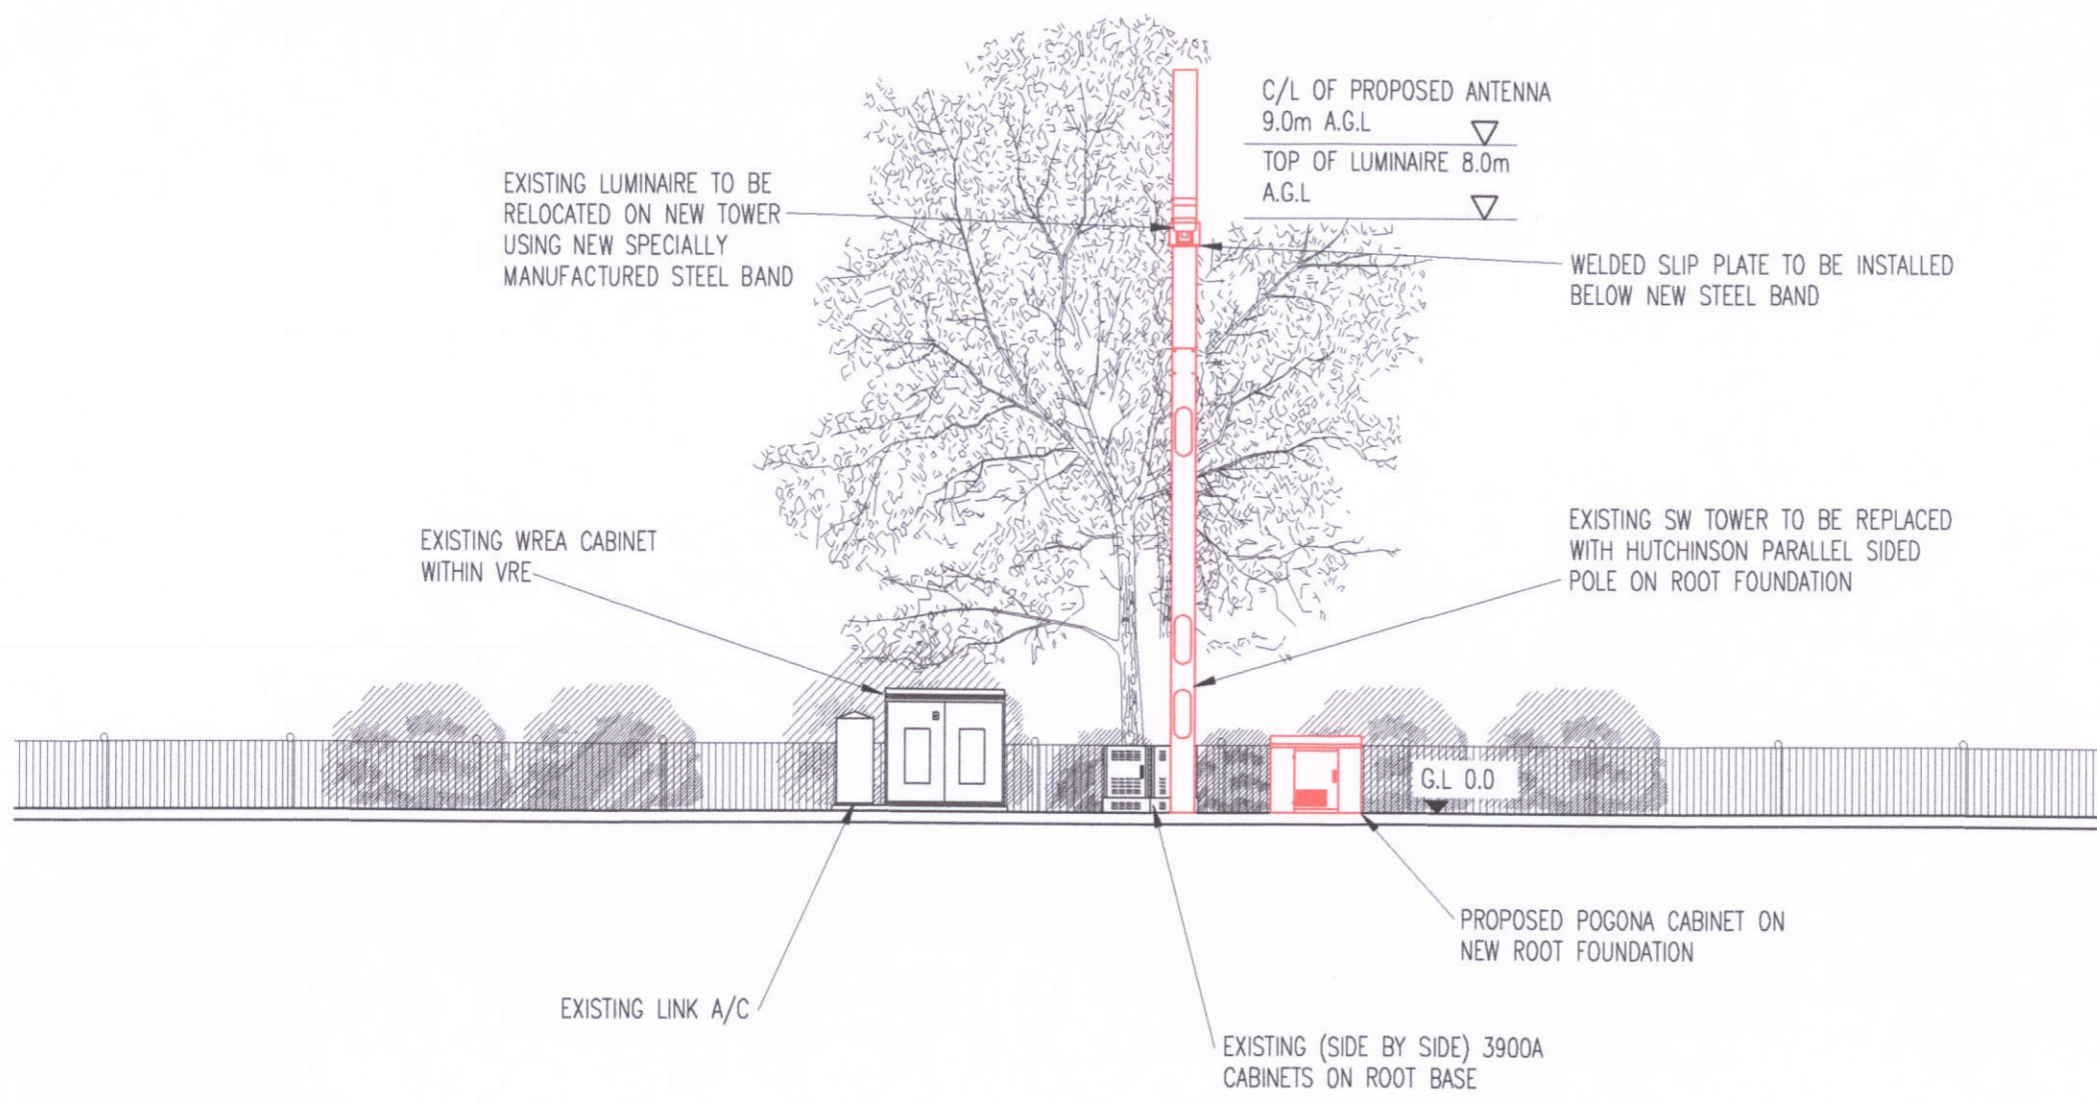 C/L OF PROPOSED ANTENNA
9.0m A.G.L
TOP OF LUMINAIRE 8.0m
A.G.L
EXISTING LUMINAIRE TO BE
RELOCATED ON NEW TOWER
USING NEW SPECIALLY
MANUFACTURED STEEL BAND
WELDED SLIP PLATE TO BE INSTALLED
BELOW NEW STEEL BAND
EXISTING SW TOWER TO BE REPLACED
WITH HUTCHINSON PARALLEL SIDED
POLE ON ROOT FOUNDATION
EXISTING WREA CABINET
WITHIN VRE
G.L 0.0
PROPOSED POGONA CABINET ON
NEW ROOT FOUNDATION
EXISTING LINK A/C
EXISTING (SIDE BY SIDE) 3900A
CABINETS ON ROOT BASE